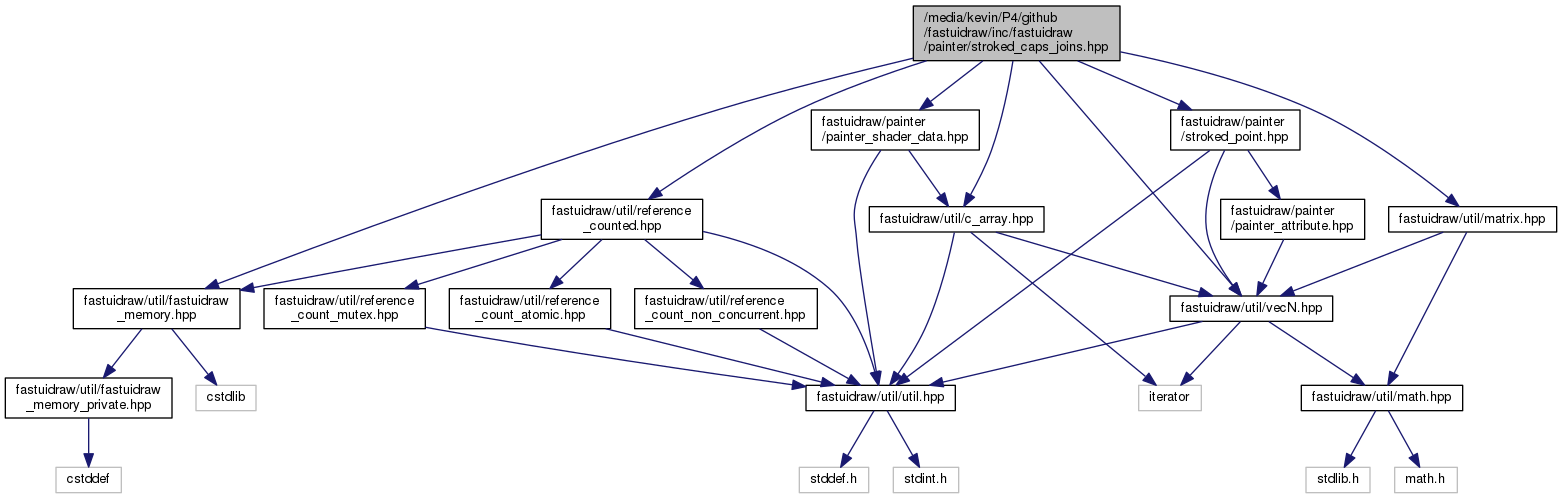 /media/kevin/P4/github
/fastuidraw/inc/fastuidraw
/painter/stroked_caps_joins.hpp
fastuidraw/painter
/painter_shader_data.hpp
fastuidraw/painter
/stroked_point.hpp
fastuidraw/util/reference
_counted.hpp
fastuidraw/util/c_array.hpp
fastuidraw/painter
/painter_attribute.hpp
fastuidraw/util/matrix.hpp
fastuidraw/util/fastuidraw
_memory.hpp
fastuidraw/util/reference
_count_mutex.hpp
fastuidraw/util/reference
_count_atomic.hpp
fastuidraw/util/reference
_count_non_concurrent.hpp
fastuidraw/util/vecN.hpp
fastuidraw/util/fastuidraw
_memory_private.hpp
cstdlib
fastuidraw/util/util.hpp
iterator
fastuidraw/util/math.hpp
cstddef
stddef.h
stdint.h
stdlib.h
math.h